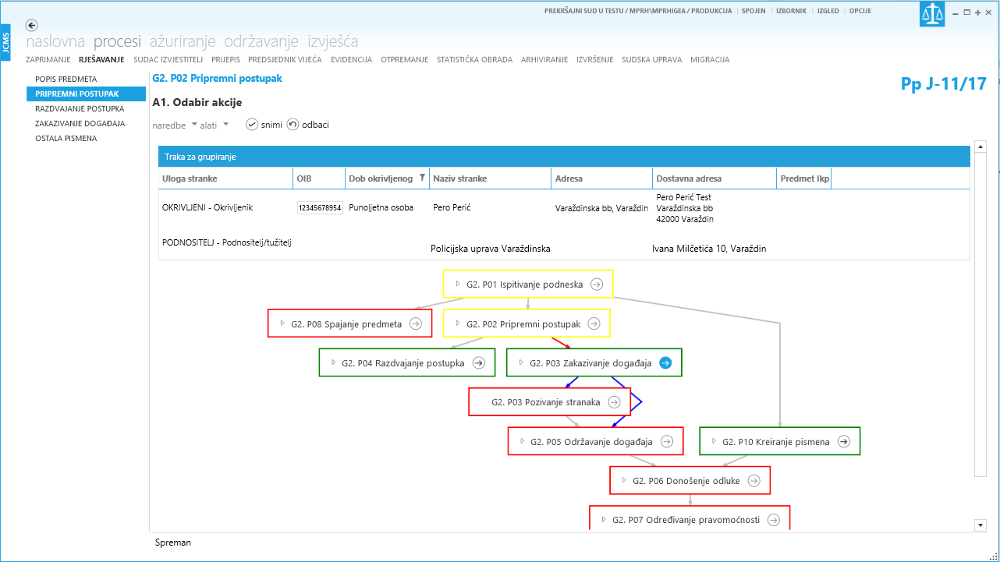 PREKRŠAJNI SUD U TESTU / MPRH\MPRHIGEA / PRODUKCIJA | SPOJEN | IZBORNIK | IZGLED | OPCIJE
JCMS
naslovna procesi ažuriranje održavanje izvješća
ZAPRIMANJE RJEŠAVANJE SUDAC IZVJESTITELJ PRIJEPIS PREDSJEDNIK VIJEĆA EVIDENCIJA OTPREMANJE STATISTIČKA OBRADA ARHIVIRANJE IZVRŠENJE SUDSKA UPRAVA MIGRACIJA
POPIS PREDMETA
PRIPREMNI POSTUPAK
RAZDVAJANJE POSTUPKA
ZAKAZIVANJE DOGAĐAJA
OSTALA PISMENA
G2. P02 Pripremni postupak
Pp J-11/17
A1. Odabir akcije
naredbe alati snimi odbaci
Traka za grupiranje
Uloga stranke OIB Dob okrivljenog Naziv stranke Adresa Dostavna adresa Predmet Ikp
OKRIVLJENI - Okrivljenik 12345678954 Punoljetna osoba Pero Perić Varaždinska bb, Varaždin
Pero Perić Test
Varaždinska bb
42000 Varaždin
PODNOSITELJ - Podnositelj/tužitelj
Policijska uprava Varaždinska Ivana Milčetića 10, Varaždin
G2. P01 Ispitivanje podneska
G2. P08 Spajanje predmeta G2. P02 Pripremni postupak
G2. P04 Razdvajanje postupka G2. P03 Zakazivanje događaja
G2. P03 Pozivanje stranaka
G2. P05 Održavanje događaja G2. P10 Kreiranje pismena
G2. P06 Donošenje odluke
G2. P07 Određivanje pravomoćnosti
Spreman